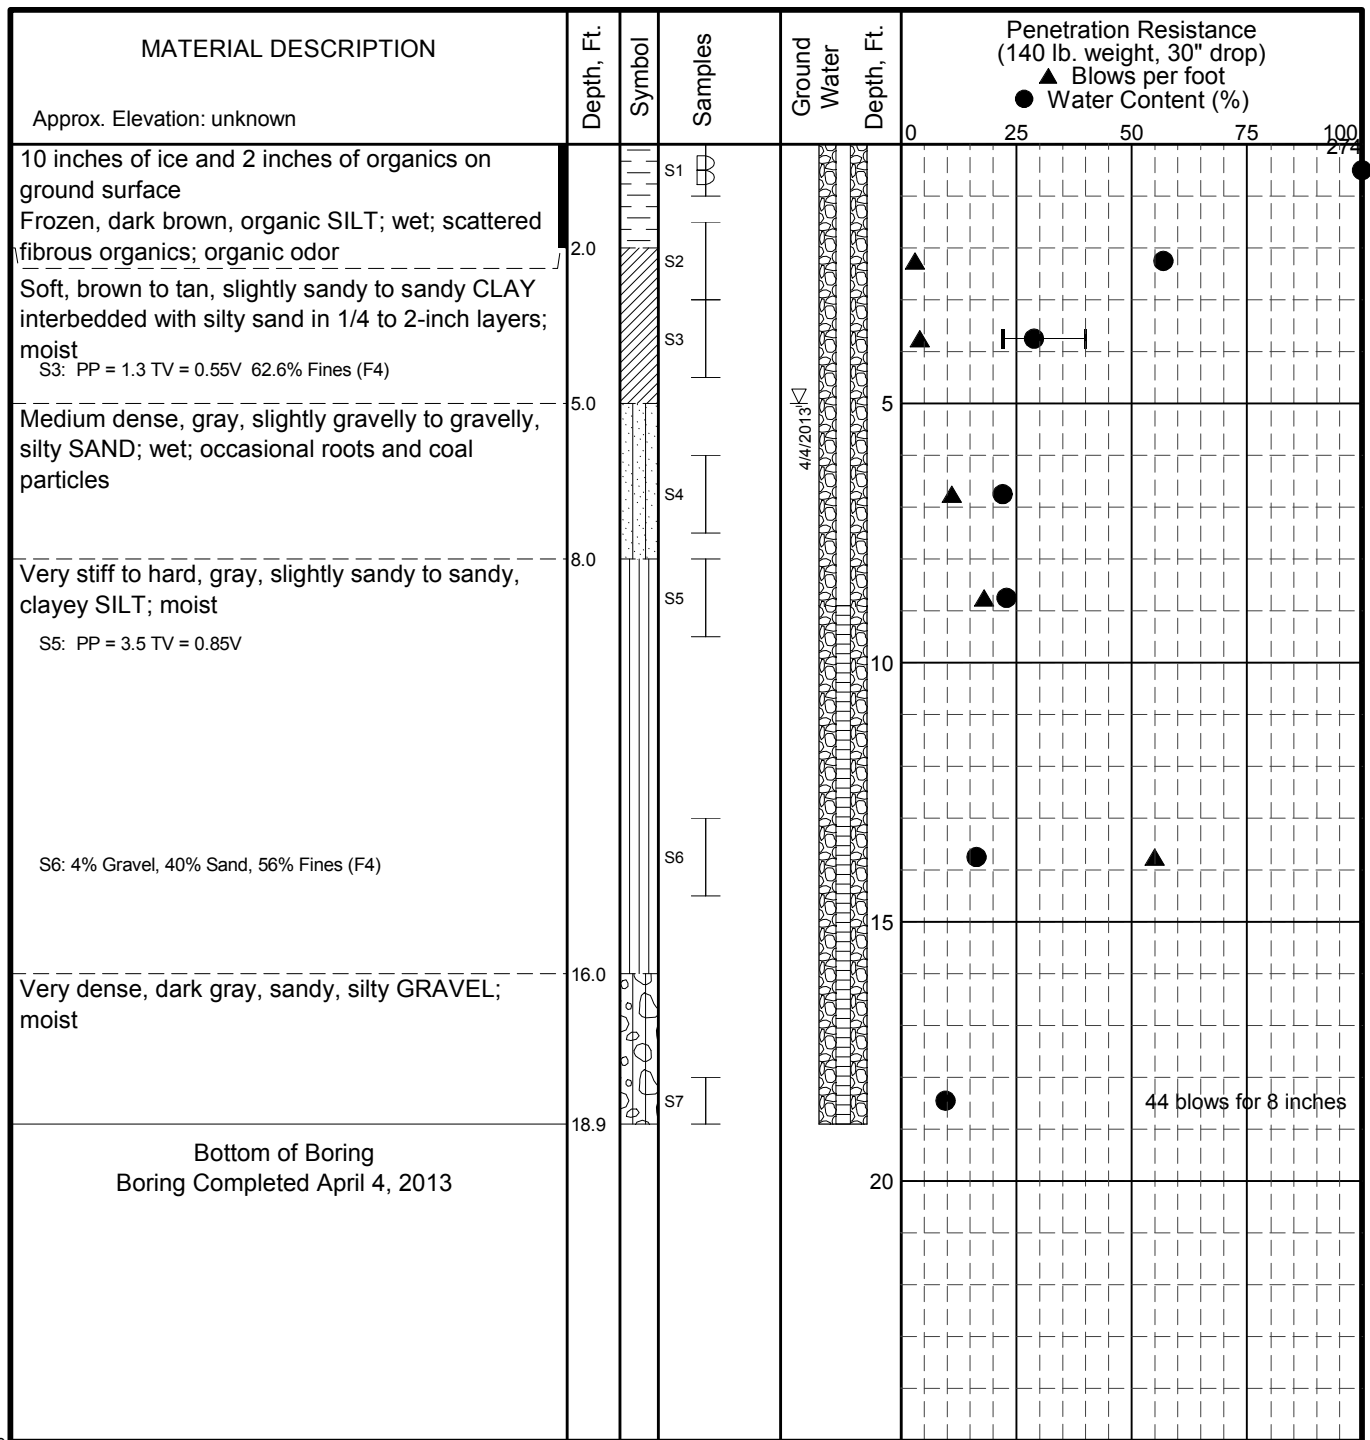 MATERIAL DESCRIPTION
Approx. Elevation: unknown
Depth, Ft.
Symbol
Samples
Ground
Water
Depth, Ft.
Penetration Resistance
(140 lb. weight, 30" drop)
▲ Blows per foot
● Water Content (%)
0 25 50 75 100
274
10 inches of ice and 2 inches of organics on
ground surface
Frozen, dark brown, organic SILT; wet; scattered
fibrous organics; organic odor
2.0
Soft, brown to tan, slightly sandy to sandy CLAY
interbedded with silty sand in 1/4 to 2-inch layers;
moist
S3: PP = 1.3 TV = 0.55V 62.6% Fines (F4)
5.0
Medium dense, gray, slightly gravelly to gravelly,
silty SAND; wet; occasional roots and coal
particles
8.0
Very stiff to hard, gray, slightly sandy to sandy,
clayey SILT; moist
S5: PP = 3.5 TV = 0.85V
S6: 4% Gravel, 40% Sand, 56% Fines (F4)
16.0
Very dense, dark gray, sandy, silty GRAVEL;
moist
18.9
Bottom of Boring
Boring Completed April 4, 2013
S1
S2
S3
S4
S5
S6
S7
4/4/2013
5
10
15
20
44 blows for 8 inches